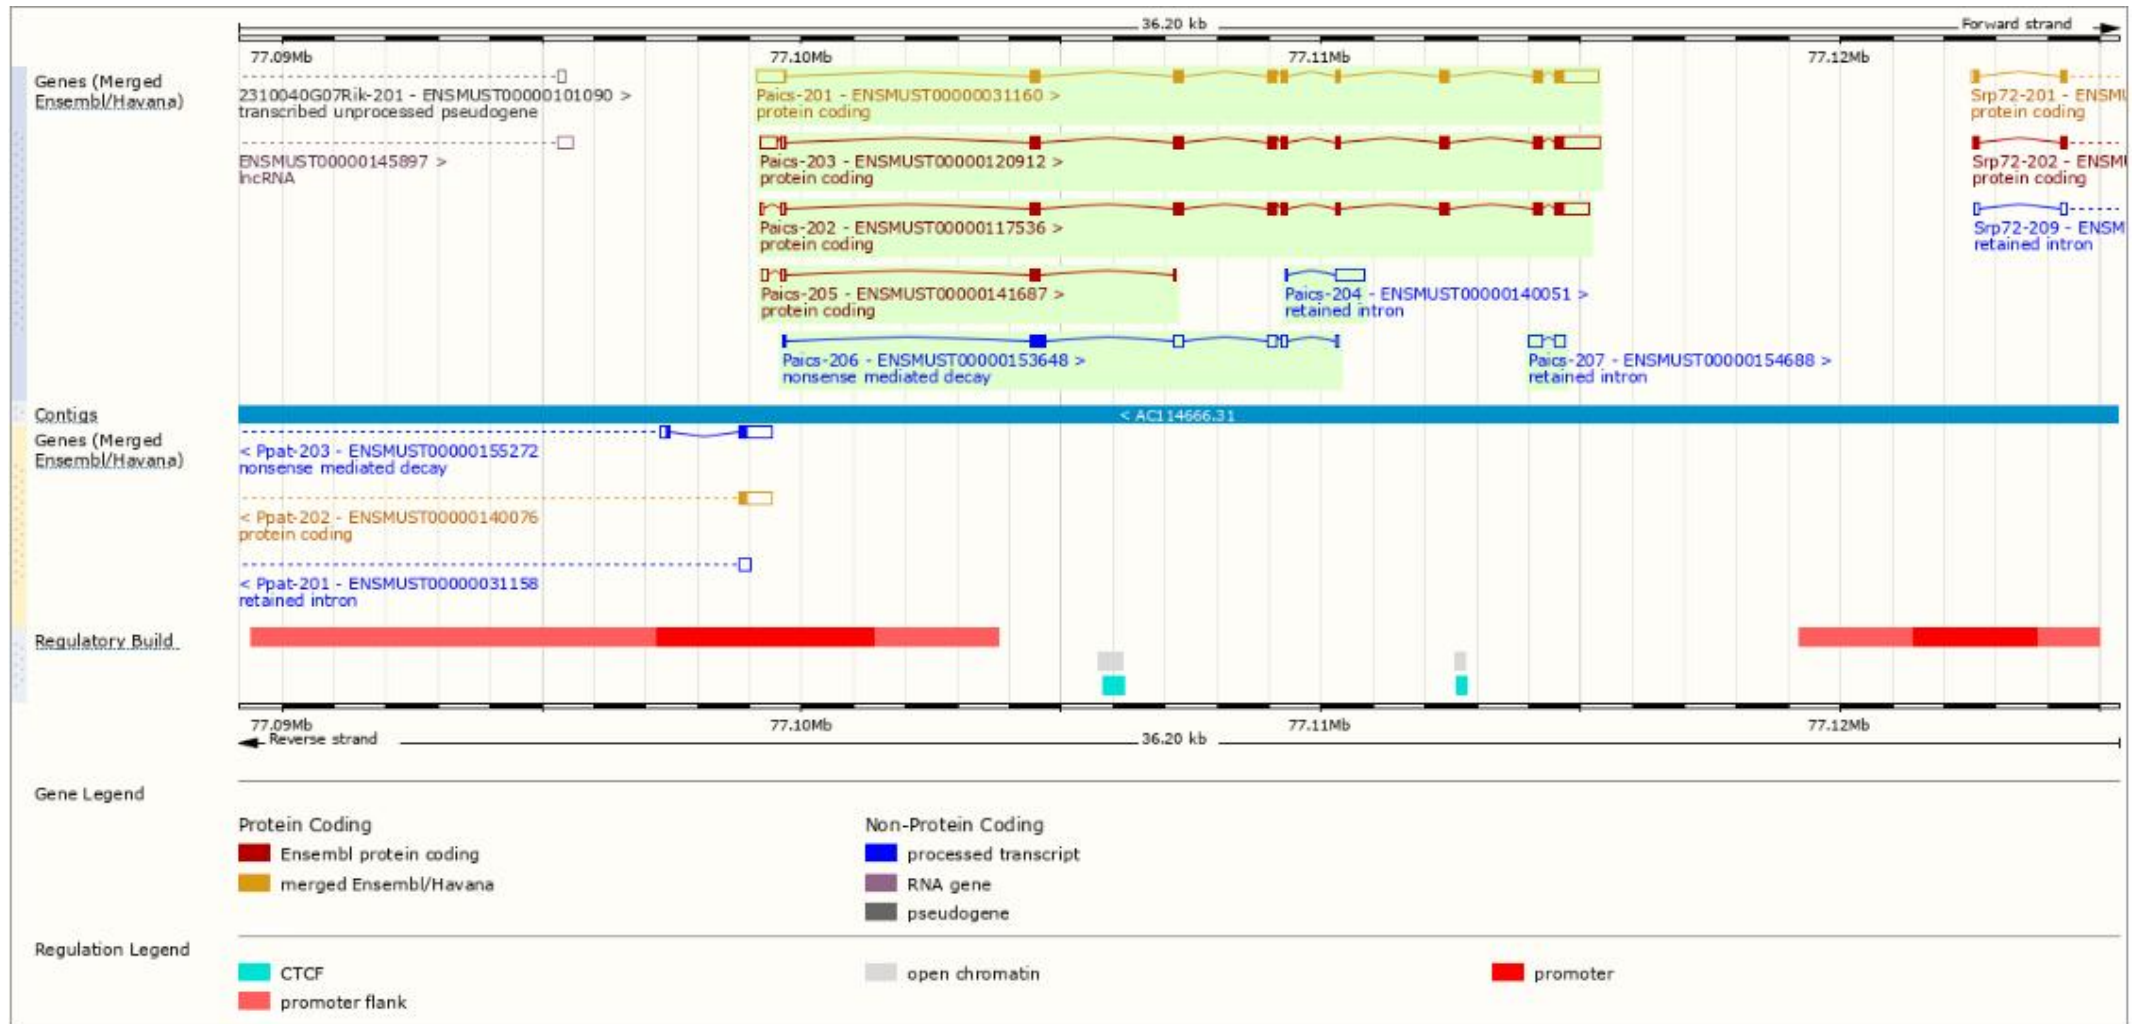 36.20 kb
Forward strand
77.09Mb 77.10Mb 77.11Mb 77.12Mb
Genes (Merged
Ensembl/Havana)
2310040G07Rik-201 - ENSMUST00000101090 >
transcribed unprocessed pseudogene
Paics-201 - ENSMUST00000031160 >
protein coding
Srp72-201 - ENSMU
protein coding
ENSMUST00000145897 >
lncRNA
Paics-203 - ENSMUST00000120912 >
protein coding
Srp72-202 - ENSMU
protein coding
Paics-202 - ENSMUST00000117536 >
protein coding
Srp72-209 - ENSM
retained intron
Paics-205 - ENSMUST00000141687 >
protein coding
Paics-204 - ENSMUST00000140051 >
retained intron
Paics-206 - ENSMUST00000153648 >
nonsense mediated decay
Paics-207 - ENSMUST00000154688 >
retained intron
Contigs
< AC114666.31
Genes (Merged
Ensembl/Havana)
< Ppat-203 - ENSMUST00000155272
nonsense mediated decay
< Ppat-202 - ENSMUST00000140076
protein coding
< Ppat-201 - ENSMUST00000031158
retained intron
Regulatory Build
77.09Mb 77.10Mb 77.11Mb 77.12Mb
Reverse strand
36.20 kb
Gene Legend
Protein Coding
Ensembl protein coding
merged Ensembl/Havana
Non-Protein Coding
processed transcript
RNA gene
pseudogene
Regulation Legend
CTCF
promoter flank
open chromatin
promoter